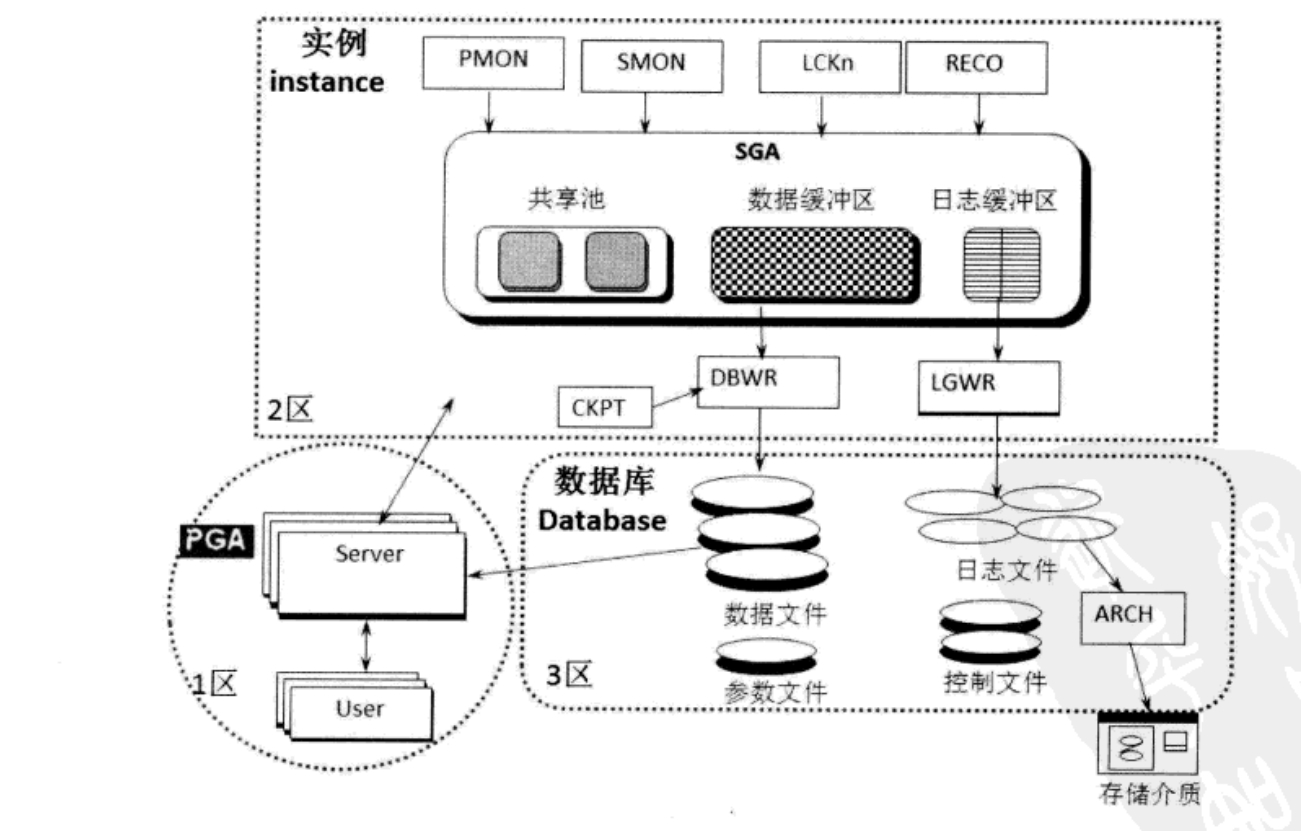 实例
instance
PMON
SMON
LCKn
RECO
SGA
共享池
数据缓冲区
日志缓冲区
DBWR
LGWR
CKPT
2区
数据库
Database
PGA
Server
日志文件
数据文件
ARCH
1区
3区
参数文件
控制文件
User
存储介质